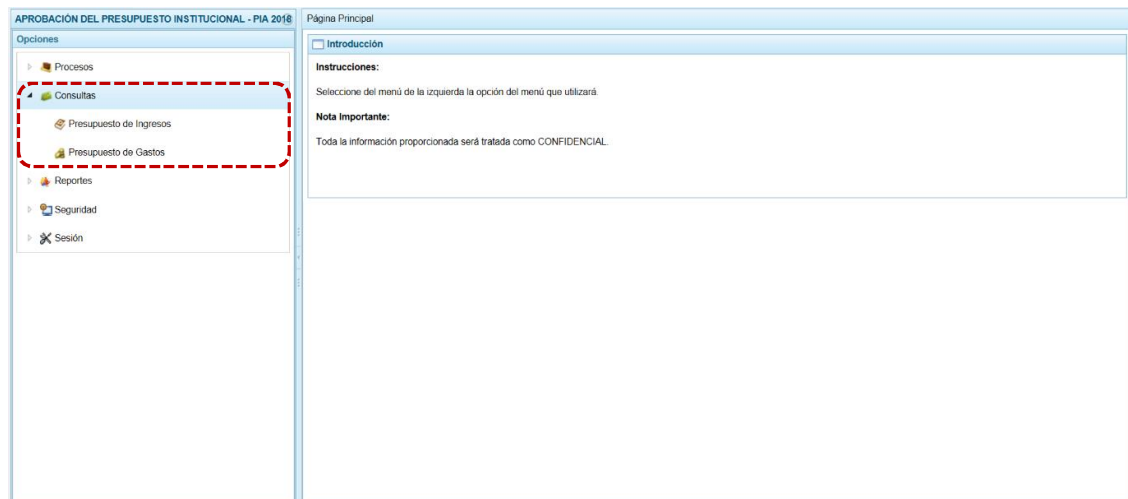 APROBACIÓN DEL PRESUPUESTO INSTITUCIONAL - PIA 2018
Opciones
Procesos
Consultas
Presupuesto de Ingresos
Presupuesto de Gastos
Reportes
Seguridad
Sesión
Página Principal
Introducción
Instrucciones:
Seleccione del menú de la izquierda la opción del menú que utilizará.
Nota Importante:
Toda la información proporcionada será tratada como CONFIDENCIAL.